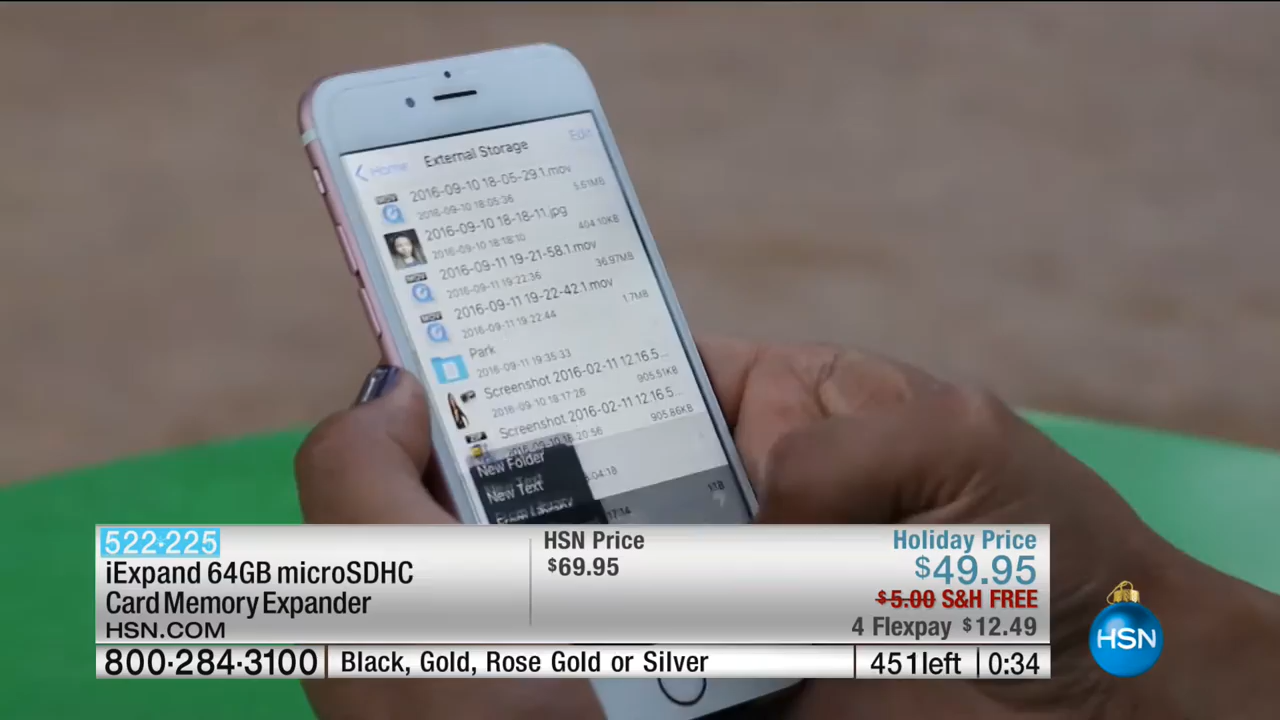 External Storage
Edit
Home
2016-09-10 18-05-29.1.mov
2016-09-10 18:05:36
5.61MB
2016-09-10 18-18-11.jpg
2016-09-10 18:18:10
404.10KB
2016-09-11 19-21-58.1.mov
2016-09-11 19:22:36
36.97MB
2016-09-11 19-22-42.1.mov
2016-09-11 19:22:44
1.7MB
Park
2016-09-11 19:35:33
Screenshot 2016-02-11 12.16.5...
2016-09-10 18:17:26
905.51KB
Screenshot 2016-02-11 12.16.5...
905.86KB
New Folder
New Text
From Library
522-225
iExpand 64GB microSDHC
Card Memory Expander
HSN.COM
HSN Price
$69.95
Holiday Price
$49.95
$5.00 S&H FREE
4 Flexpay $12.49
HSN
800·284·3100
Black, Gold, Rose Gold or Silver
451 left
0:34